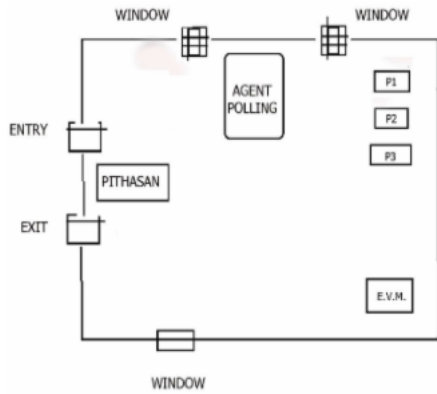 WINDOW
WINDOW
AGENT
POLLING
P1
P2
P3
ENTRY
PITHASAN
EXIT
E.V.M.
WINDOW